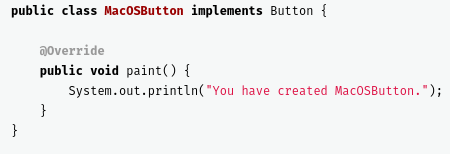 public class MacOSButton implements Button {
@Override
public void paint() {
System.out.println("You have created MacOSButton.");
}
}